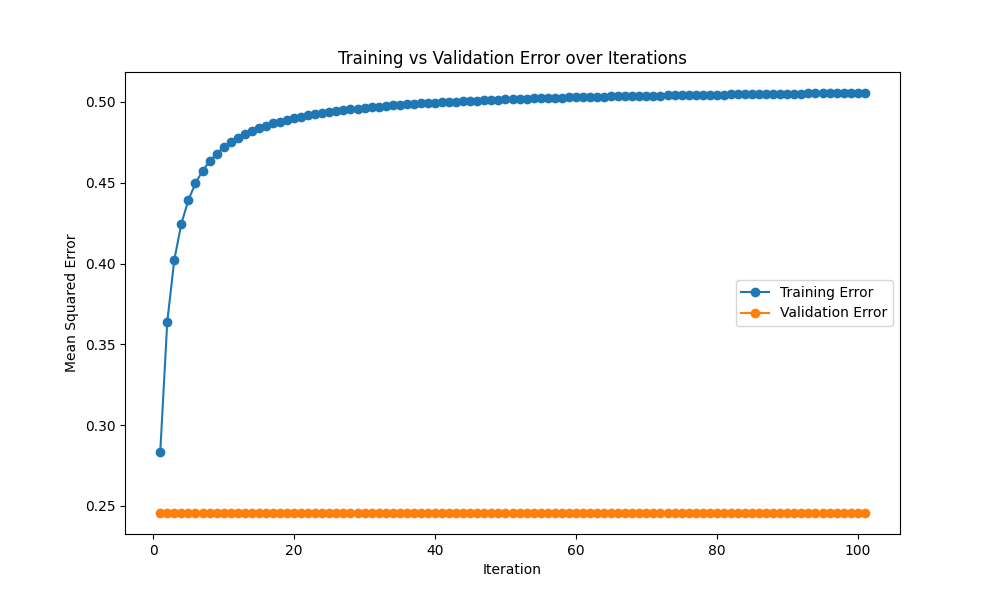 Training vs Validation Error over Iterations
Mean Squared Error
0.50
0.45
0.40
0.35
0.30
0.25
Training Error
Validation Error
0 20 40 60 80 100
Iteration